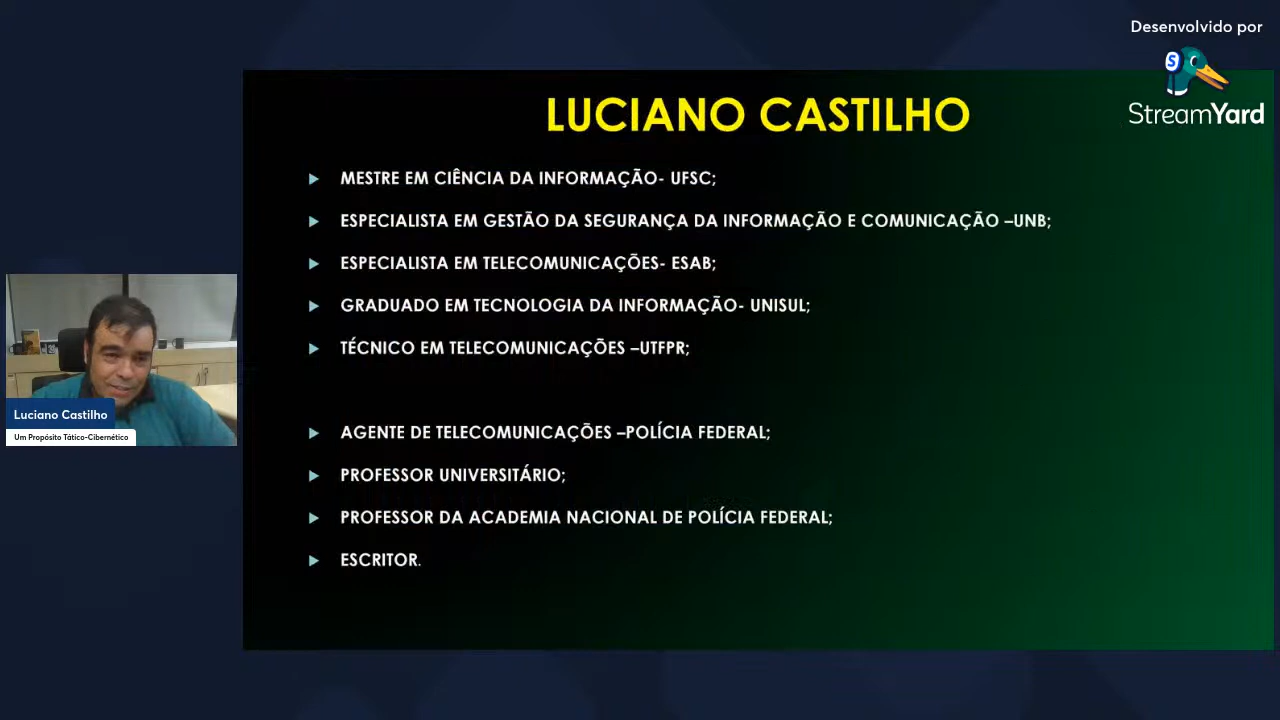 Desenvolvido por
S
StreamYard
LUCIANO CASTILHO
MESTRE EM CIÊNCIA DA INFORMAÇÃO- UFSC;
ESPECIALISTA EM GESTÃO DA SEGURANÇA DA INFORMAÇÃO E COMUNICAÇÃO –UNB;
ESPECIALISTA EM TELECOMUNICAÇÕES- ESAB;
GRADUADO EM TECNOLOGIA DA INFORMAÇÃO- UNISUL;
TÉCNICO EM TELECOMUNICAÇÕES –UTFPR;
AGENTE DE TELECOMUNICAÇÕES –POLÍCIA FEDERAL;
PROFESSOR UNIVERSITÁRIO;
PROFESSOR DA ACADEMIA NACIONAL DE POLÍCIA FEDERAL;
ESCRITOR.
Luciano Castilho
Um Propósito Tático-Cibernético